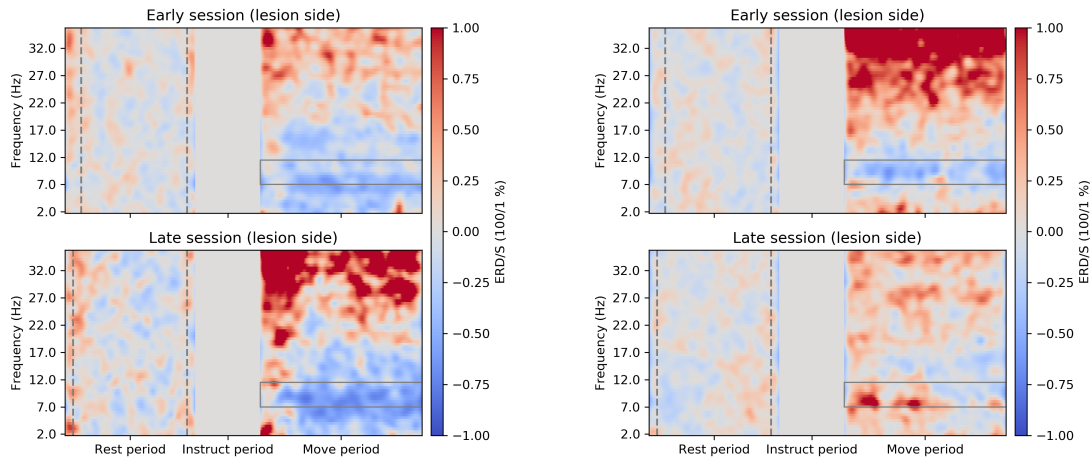 Early session (lesion side)
32.0
27.0
22.0
17.0
12.0
7.0
2.0
Frequency (Hz)
Late session (lesion side)
32.0
27.0
22.0
17.0
12.0
7.0
2.0
Frequency (Hz)
Rest period
Instruct period
Move period
1.00
0.75
0.50
0.25
0.00
−0.25
−0.50
−0.75
−1.00
ERD/S (100/1 %)
Early session (lesion side)
32.0
27.0
22.0
17.0
12.0
7.0
2.0
Frequency (Hz)
Late session (lesion side)
32.0
27.0
22.0
17.0
12.0
7.0
2.0
Frequency (Hz)
Rest period
Instruct period
Move period
1.00
0.75
0.50
0.25
0.00
−0.25
−0.50
−0.75
−1.00
ERD/S (100/1 %)